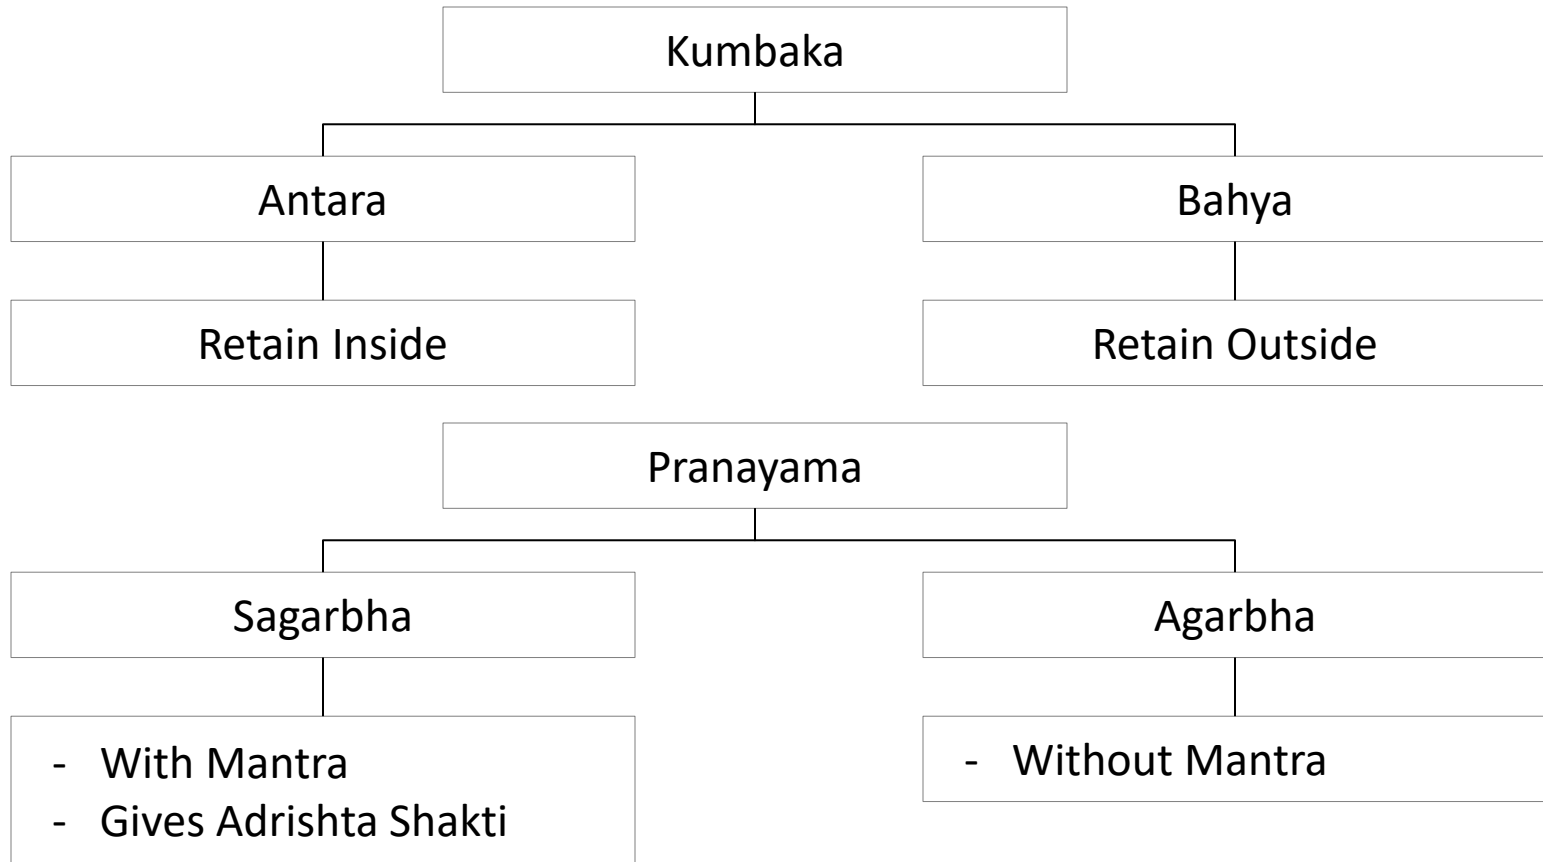 Kumbaka
Antara
Bahya
Retain Inside
Retain Outside
Pranayama
Sagarbha
Agarbha
- With Mantra
- Gives Adrishta Shakti
- Without Mantra